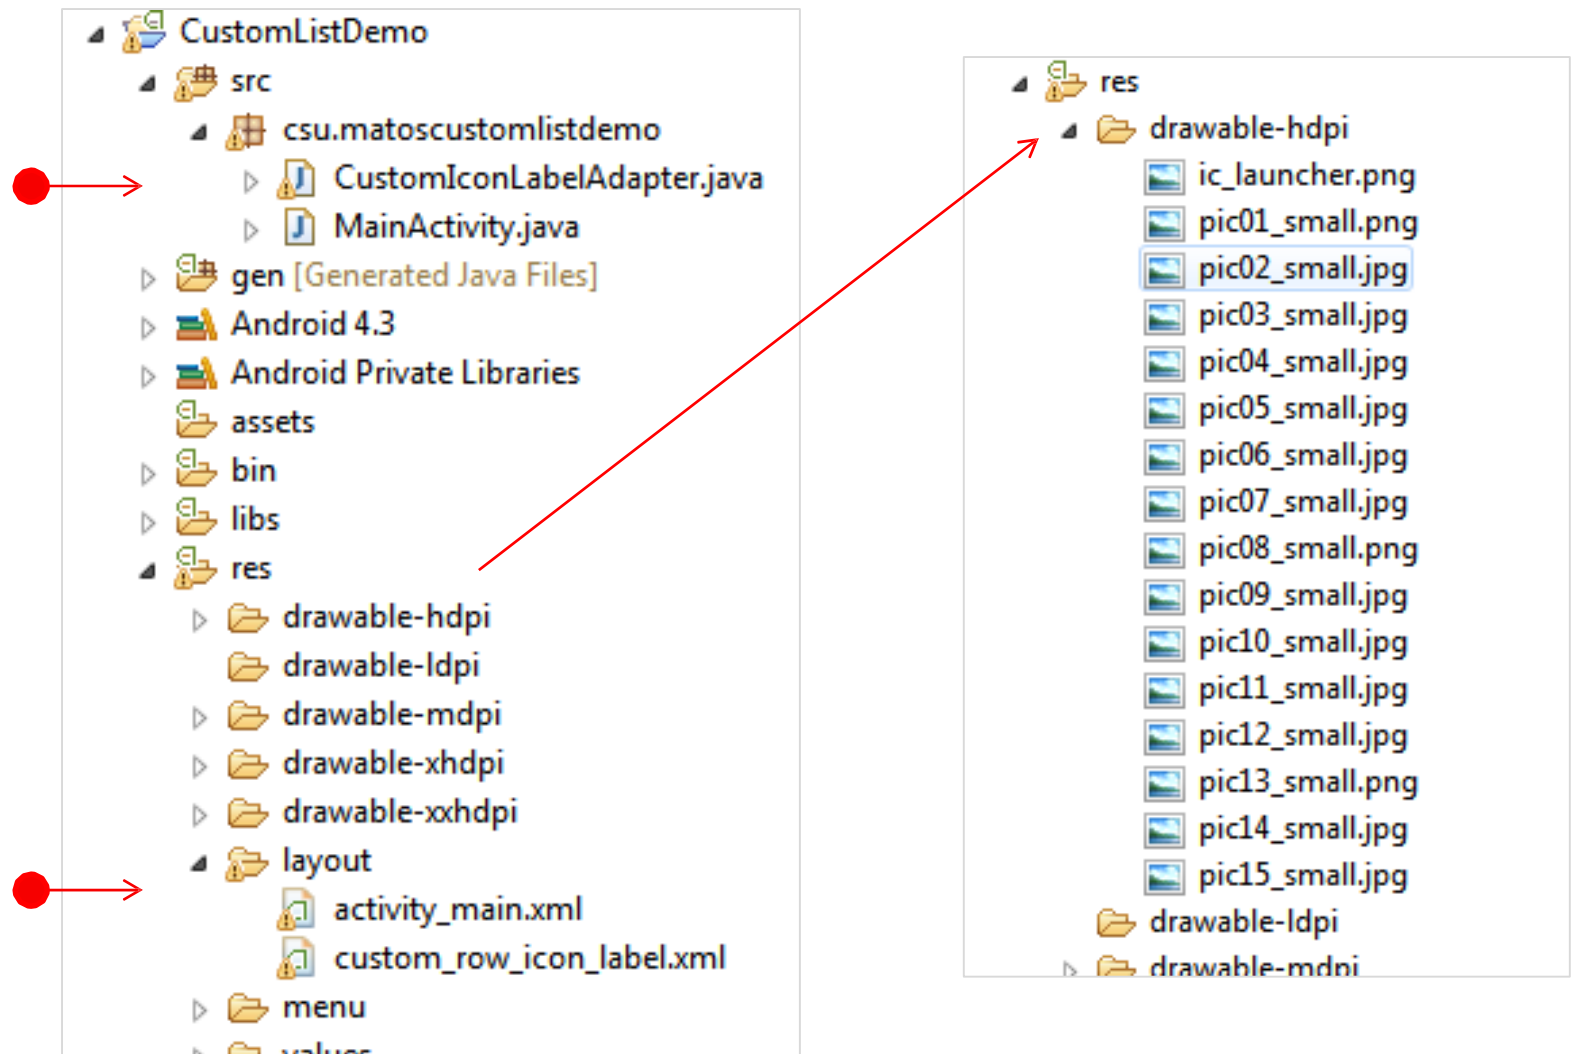 CustomListDemo
src
csu.matoscustomlistdemo
CustomIconLabelAdapter.java
MainActivity.java
gen [Generated Java Files]
Android 4.3
Android Private Libraries
assets
bin
libs
res
drawable-hdpi
drawable-ldpi
drawable-mdpi
drawable-xhdpi
drawable-xxhdpi
layout
activity_main.xml
custom_row_icon_label.xml
menu
values
res
drawable-hdpi
ic_launcher.png
pic01_small.png
pic02_small.jpg
pic03_small.jpg
pic04_small.jpg
pic05_small.jpg
pic06_small.jpg
pic07_small.jpg
pic08_small.png
pic09_small.jpg
pic10_small.jpg
pic11_small.jpg
pic12_small.jpg
pic13_small.png
pic14_small.jpg
pic15_small.jpg
drawable-ldpi
drawable-mdpi